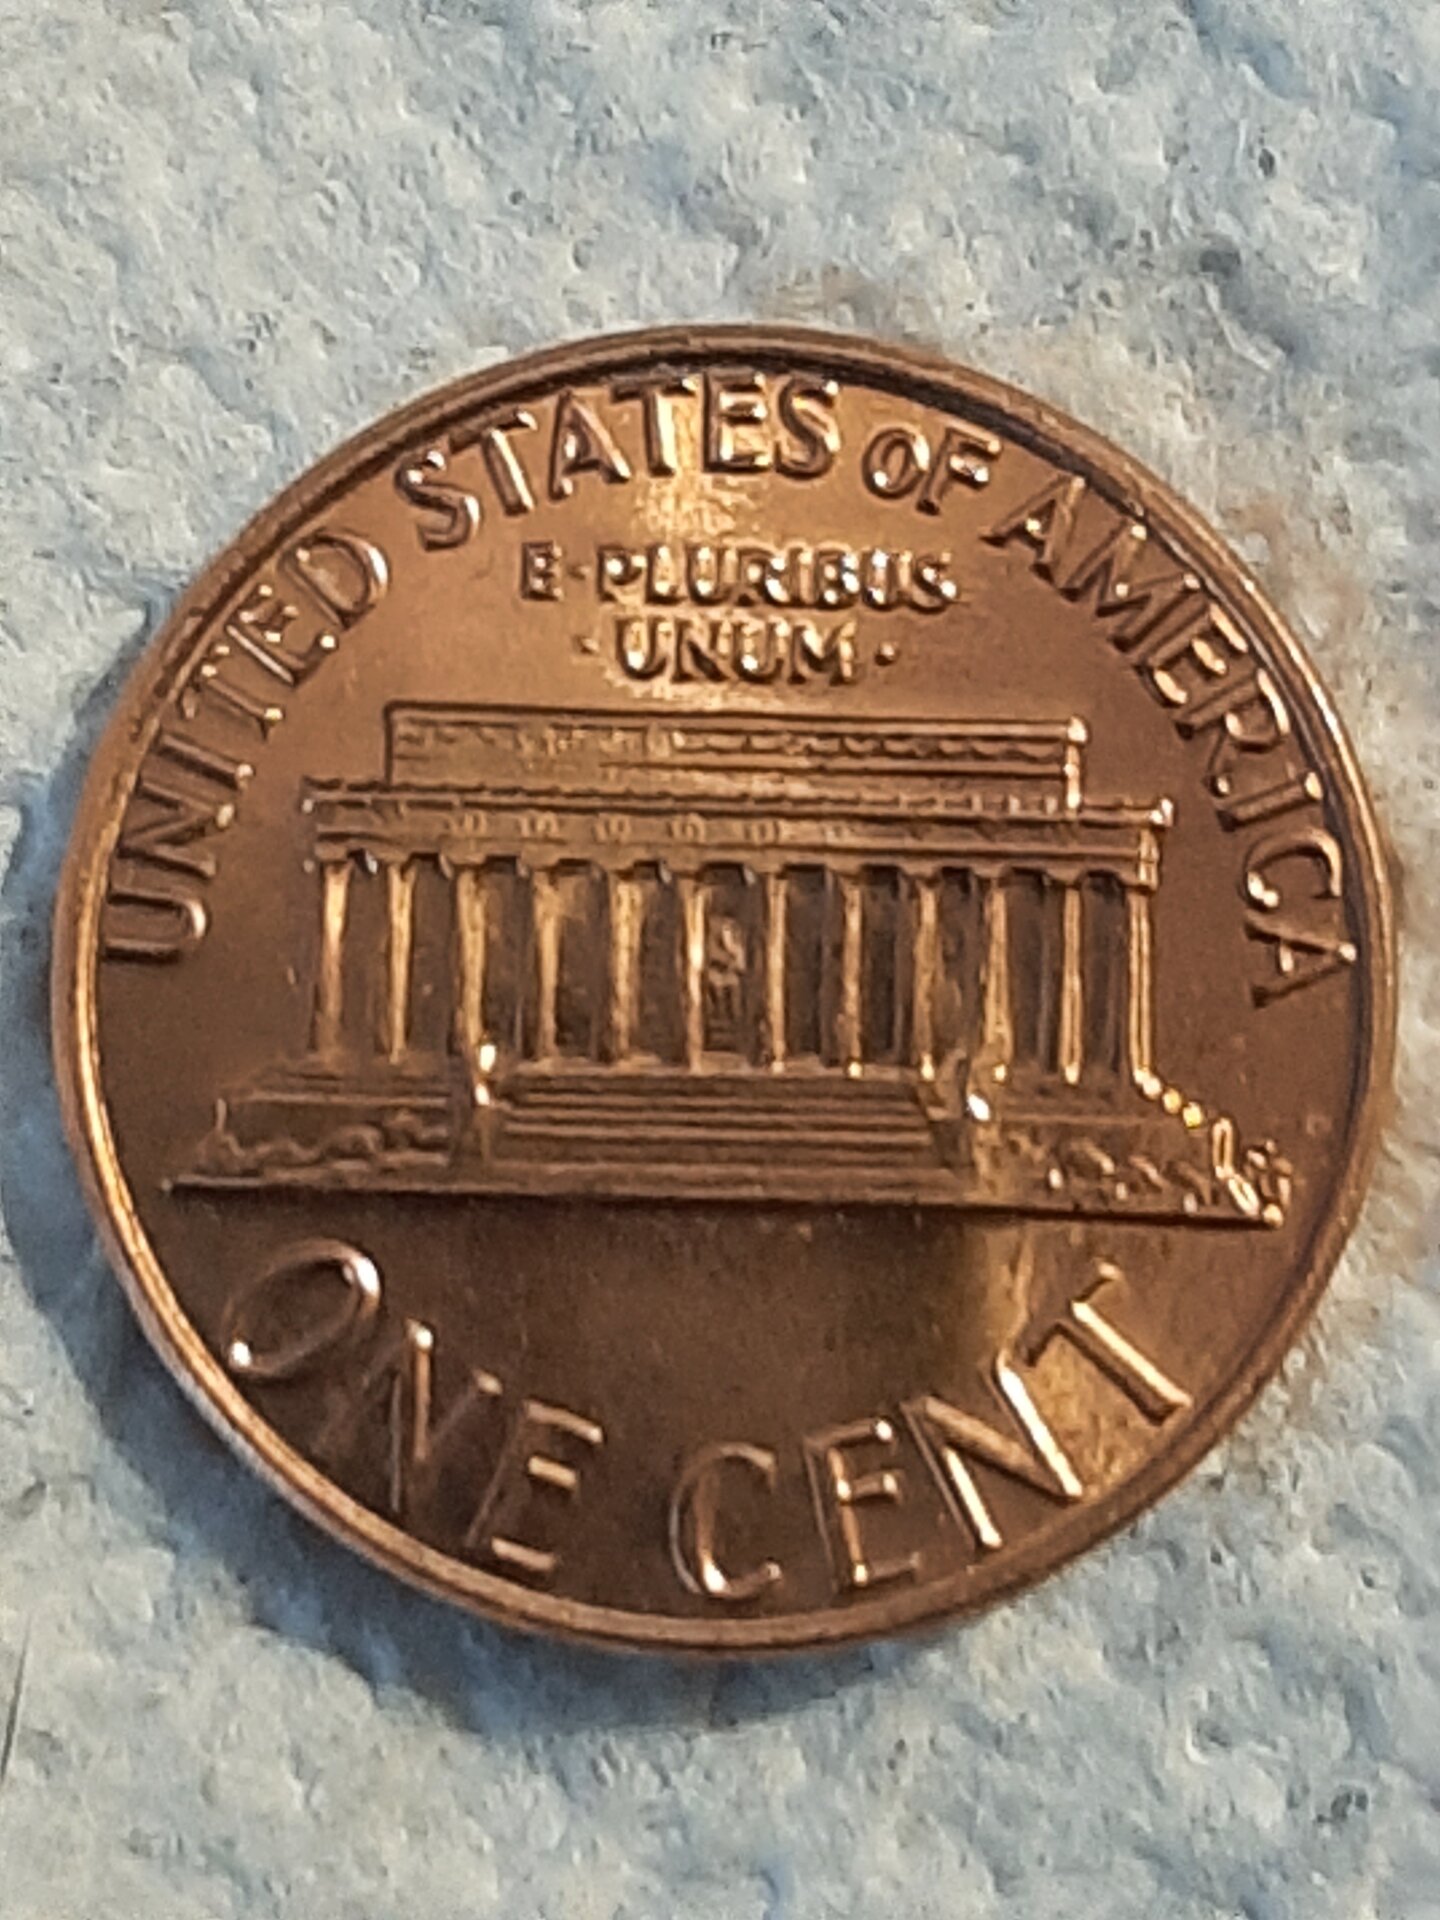 UNITED STATES OF AMERICA
E·PLURIBUS
·UNUM·
ONE CENT